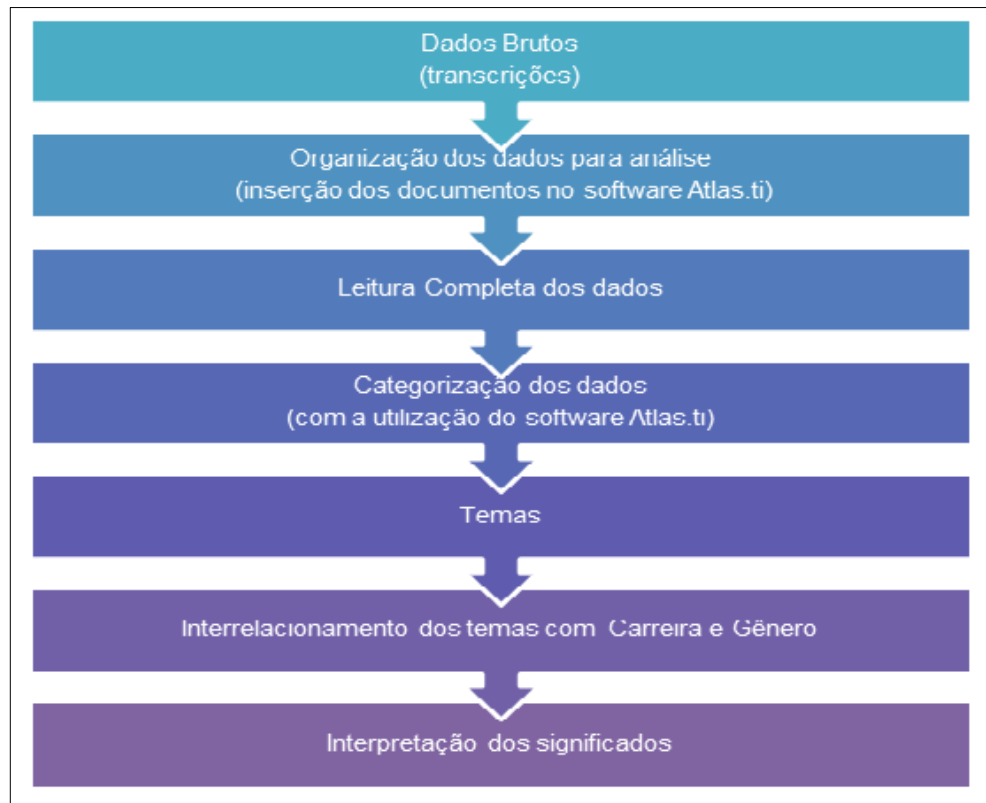 Dados Brutos
(transcrições)
Organização dos dados para análise
(inserção dos documentos no software Atlas.ti)
Leitura Completa dos dados
Categorização dos dados
(com a utilização do software Atlas.ti)
Temas
Interrelacionamento dos temas com Carreira e Gênero
Interpretação dos significados